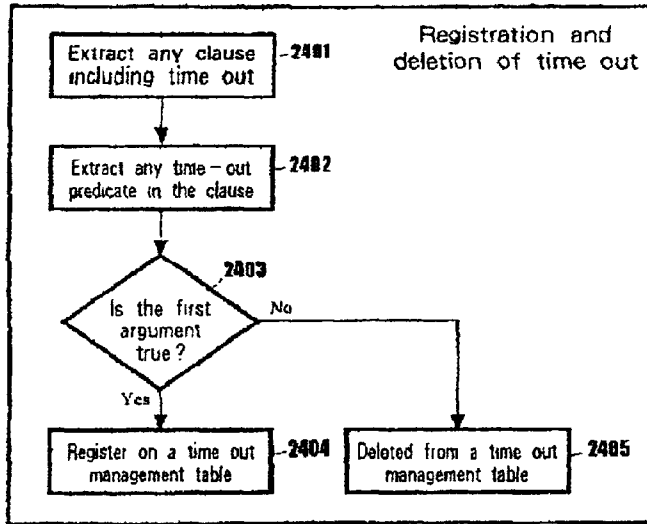 Registration and
deletion of time out
Extract any clause
including time out
2401
Extract any time-out
predicate in the clause
2402
2403
Is the first
argument
true?
No
Yes
Register on a time out
management table
2404
Deleted from a time out
management table
2405